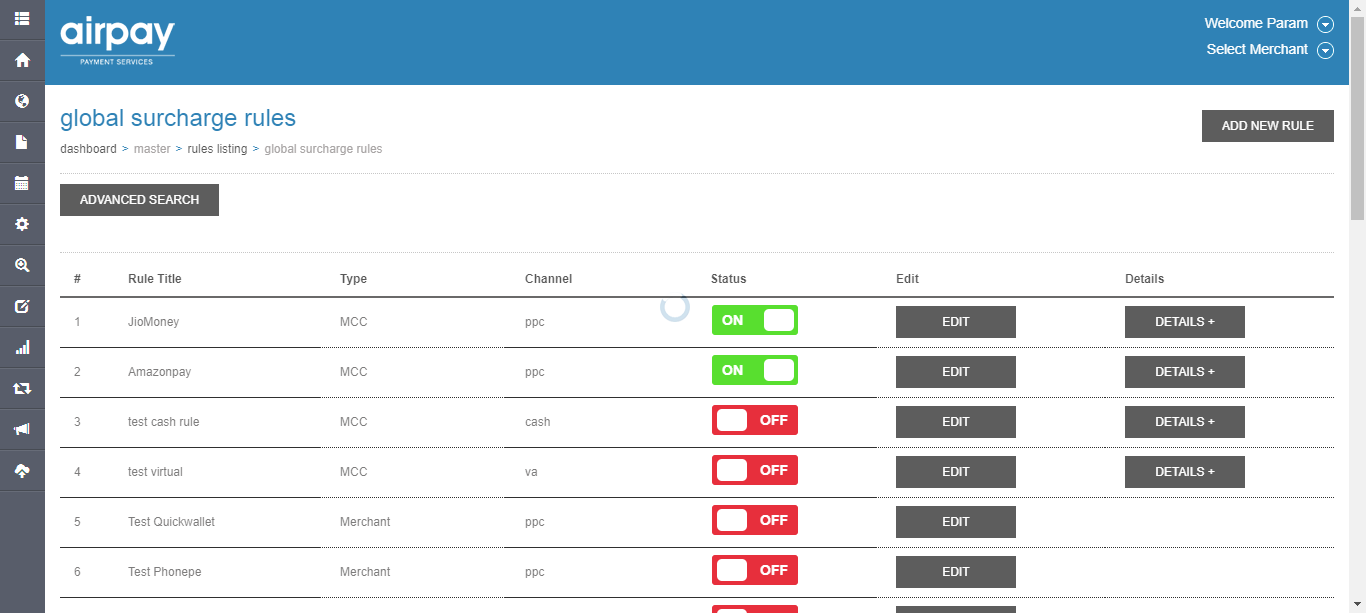 airpay
PAYMENT SERVICES
Welcome Param
Select Merchant
global surcharge rules
ADD NEW RULE
dashboard > master > rules listing > global surcharge rules
ADVANCED SEARCH
# Rule Title Type Channel Status Edit Details
1 JioMoney MCC ppc ON EDIT DETAILS +
2 Amazonpay MCC ppc ON EDIT DETAILS +
3 test cash rule MCC cash OFF EDIT DETAILS +
4 test virtual MCC va OFF EDIT DETAILS +
5 Test Quickwallet Merchant ppc OFF EDIT
6 Test Phonepe Merchant ppc OFF EDIT